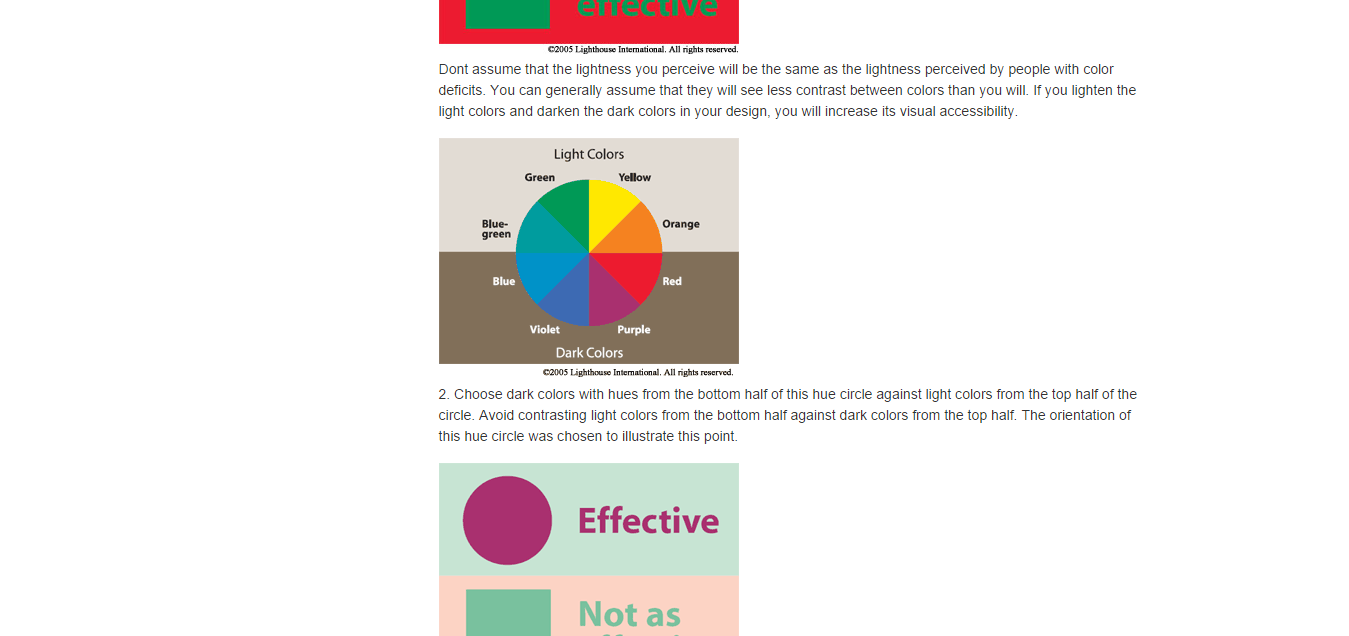 effective
©2005 Lighthouse International. All rights reserved.
Dont assume that the lightness you perceive will be the same as the lightness perceived by people with color
deficits. You can generally assume that they will see less contrast between colors than you will. If you lighten the
light colors and darken the dark colors in your design, you will increase its visual accessibility.
Light Colors
Green
Yellow
Blue-
green
Orange
Blue
Red
Violet
Purple
Dark Colors
©2005 Lighthouse International. All rights reserved.
2. Choose dark colors with hues from the bottom half of this hue circle against light colors from the top half of the
circle. Avoid contrasting light colors from the bottom half against dark colors from the top half. The orientation of
this hue circle was chosen to illustrate this point.
Effective
Not as